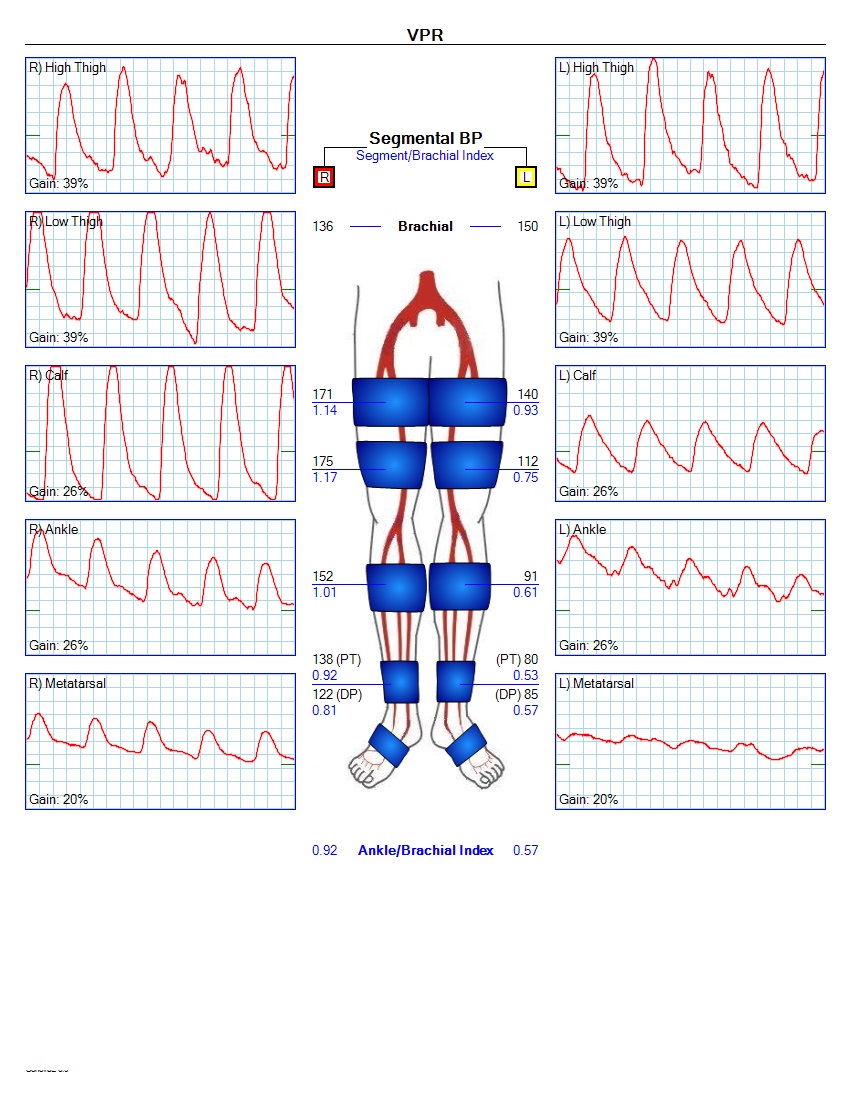 VPR
R) High Thigh
Gain: 39%
L) High Thigh
Gain: 39%
Segmental BP
Segment/Brachial Index
R
L
136 Brachial 150
R) Low Thigh
Gain: 39%
L) Low Thigh
Gain: 39%
R) Calf
Gain: 26%
L) Calf
Gain: 26%
171 140
1.14 0.93
175 112
1.17 0.75
R) Ankle
Gain: 26%
L) Ankle
Gain: 26%
152 91
1.01 0.61
138 (PT) (PT) 80
0.92 0.53
122 (DP) (DP) 85
0.81 0.57
R) Metatarsal
Gain: 20%
L) Metatarsal
Gain: 20%
0.92 Ankle/Brachial Index 0.57